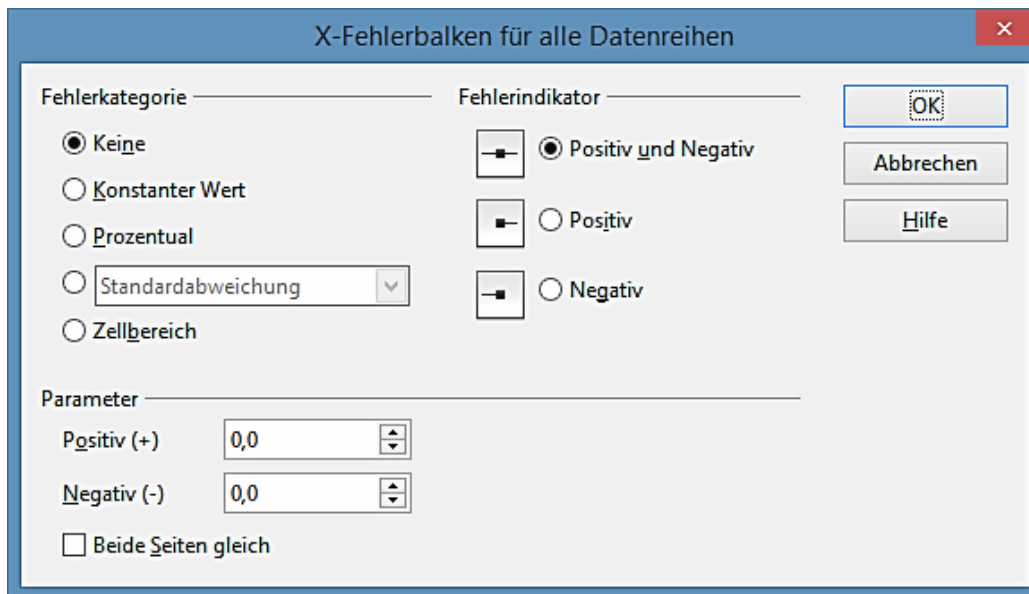 X-Fehlerbalken für alle Datenreihen
Fehlerkategorie
Keine
Konstanter Wert
Prozentual
Standardabweichung
Zellbereich
Fehlerindikator
Positiv und Negativ
Positiv
Negativ
OK
Abbrechen
Hilfe
Parameter
Positiv (+) 0,0
Negativ (-) 0,0
Beide Seiten gleich